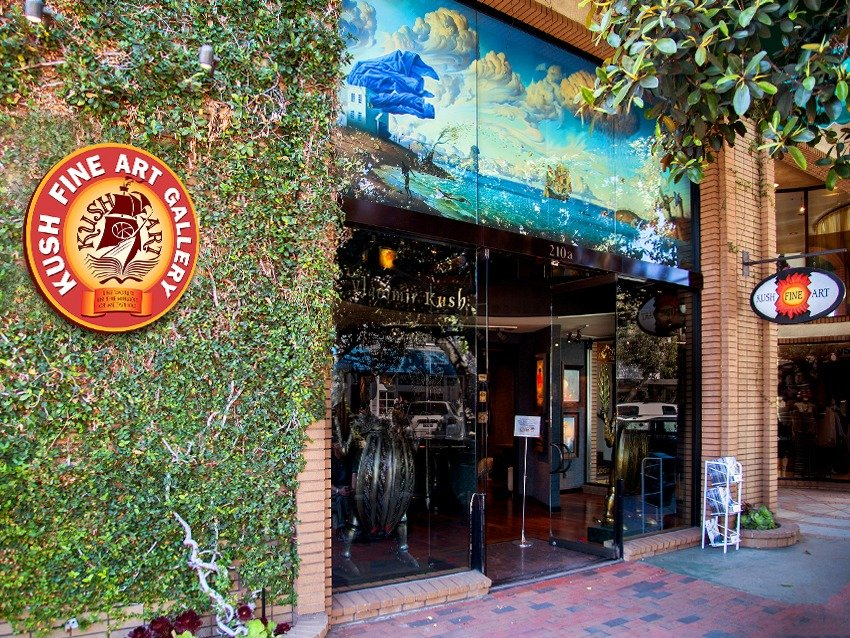 KUSH FINE ART GALLERY
KUSH ART
210a
Vladimir Kush
KUSH FINE ART